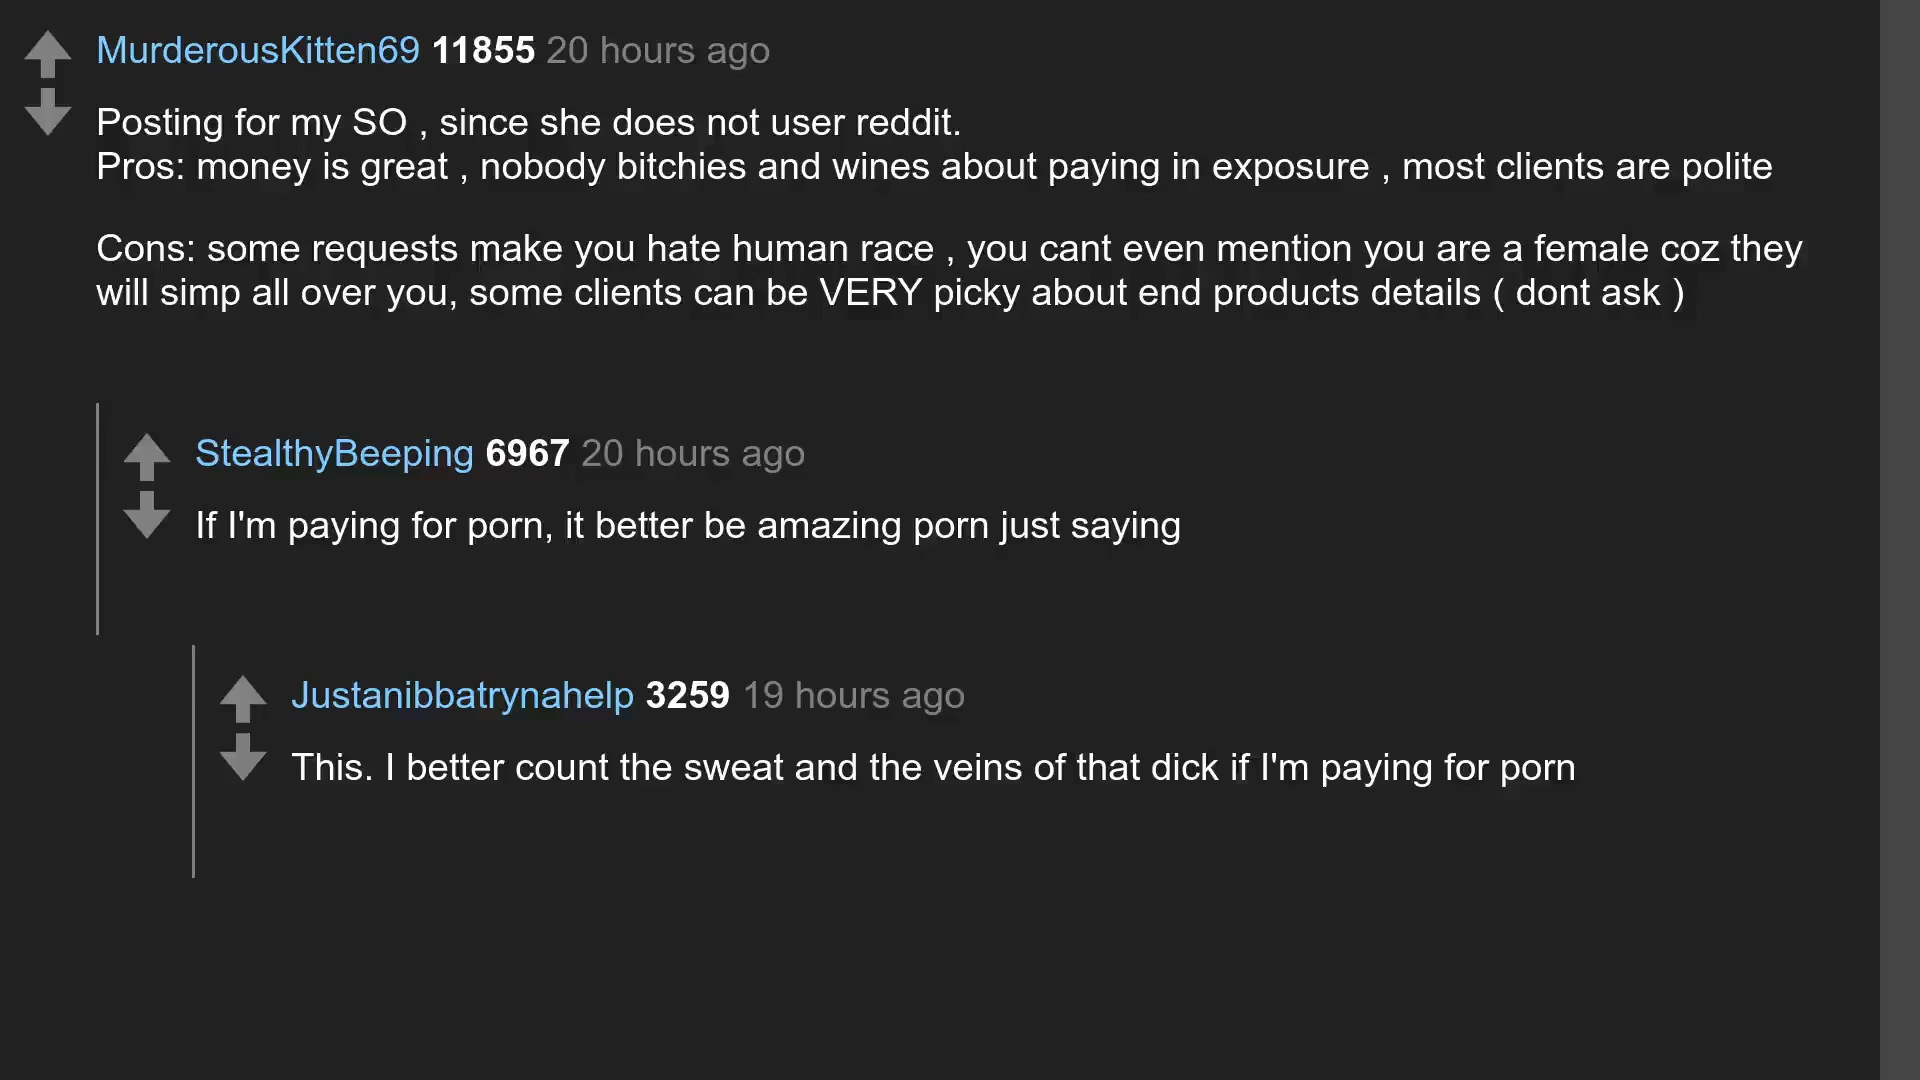 MurderousKitten69 11855 20 hours ago
Posting for my SO , since she does not user reddit.
Pros: money is great , nobody bitchies and wines about paying in exposure , most clients are polite
Cons: some requests make you hate human race , you cant even mention you are a female coz they
will simp all over you, some clients can be VERY picky about end products details ( dont ask )
StealthyBeeping 6967 20 hours ago
If I'm paying for porn, it better be amazing porn just saying
Justanibbatrynahelp 3259 19 hours ago
This. I better count the sweat and the veins of that dick if I'm paying for porn